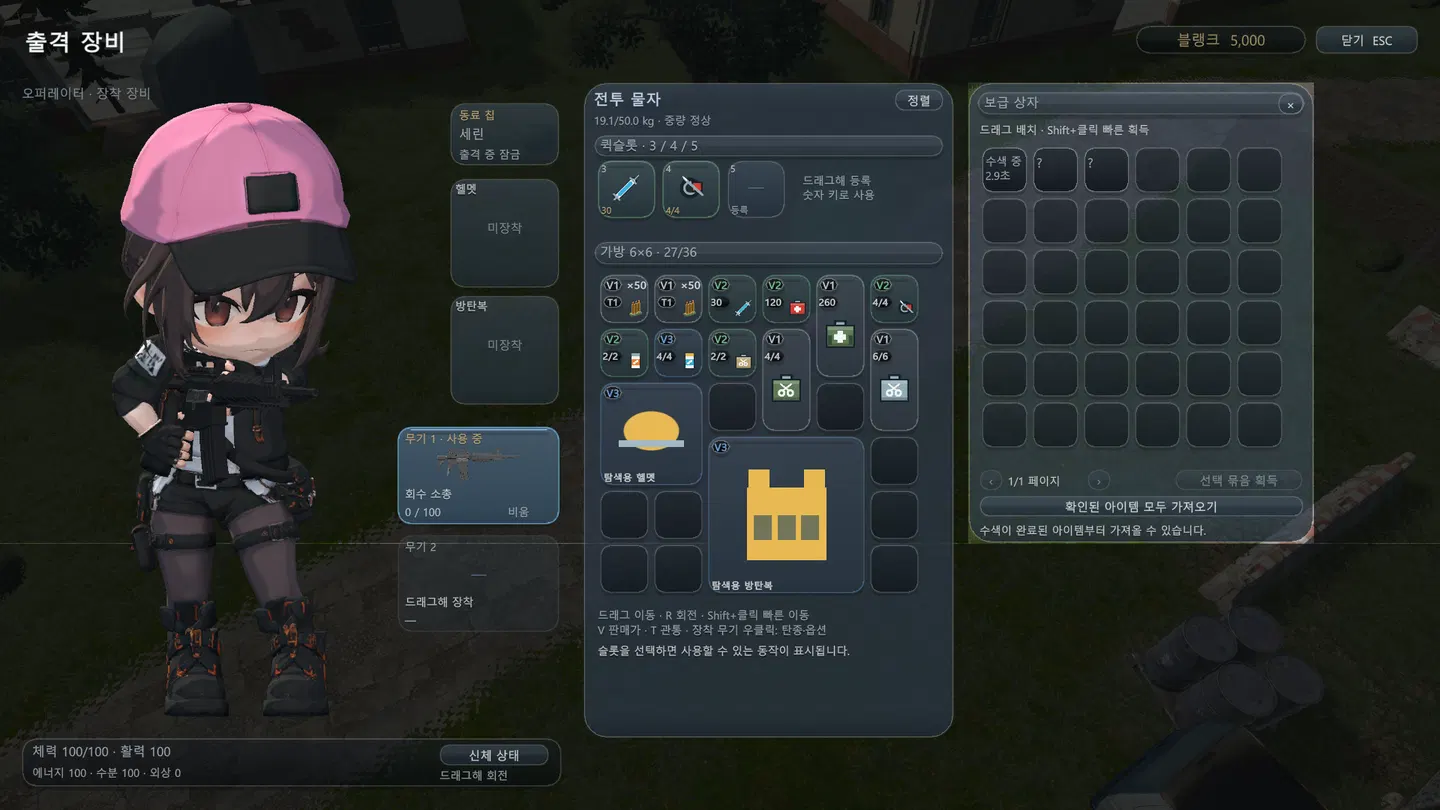 출격 장비
오퍼레이터 · 장착 장비
블랭크 5,000
닫기 ESC
동료 칩
세린
출격 중 잠금
헬멧
미장착
방탄복
미장착
무기 1 · 사용 중
회수 소총
0 / 100 비움
무기 2
—
드래그해 장착
—
전투 물자
정렬
19.1/50.0 kg · 중량 정상
퀵슬롯 · 3 / 4 / 5
3
30
4
4/4
5
—
등록
드래그해 등록
숫자 키로 사용
가방 6×6 · 27/36
V1 ×50
T1
V1 ×50
T1
V2
30
V2
120
V1
260
V2
4/4
V2
2/2
V3
4/4
V2
2/2
V1
4/4
V1
6/6
V3
탐색용 헬멧
V3
탐색용 방탄복
드래그 이동 · R 회전 · Shift+클릭 빠른 이동
V 판매가 · T 관통 · 장착 무기 우클릭: 탄종·옵션
슬롯을 선택하면 사용할 수 있는 동작이 표시됩니다.
보급 상자
×
드래그 배치 · Shift+클릭 빠른 획득
수색 중
2.9초
?
?
‹ 1/1 페이지 ›
선택 묶음 획득
확인된 아이템 모두 가져오기
수색이 완료된 아이템부터 가져올 수 있습니다.
체력 100/100 · 활력 100
에너지 100 · 수분 100 · 외상 0
신체 상태
드래그해 회전